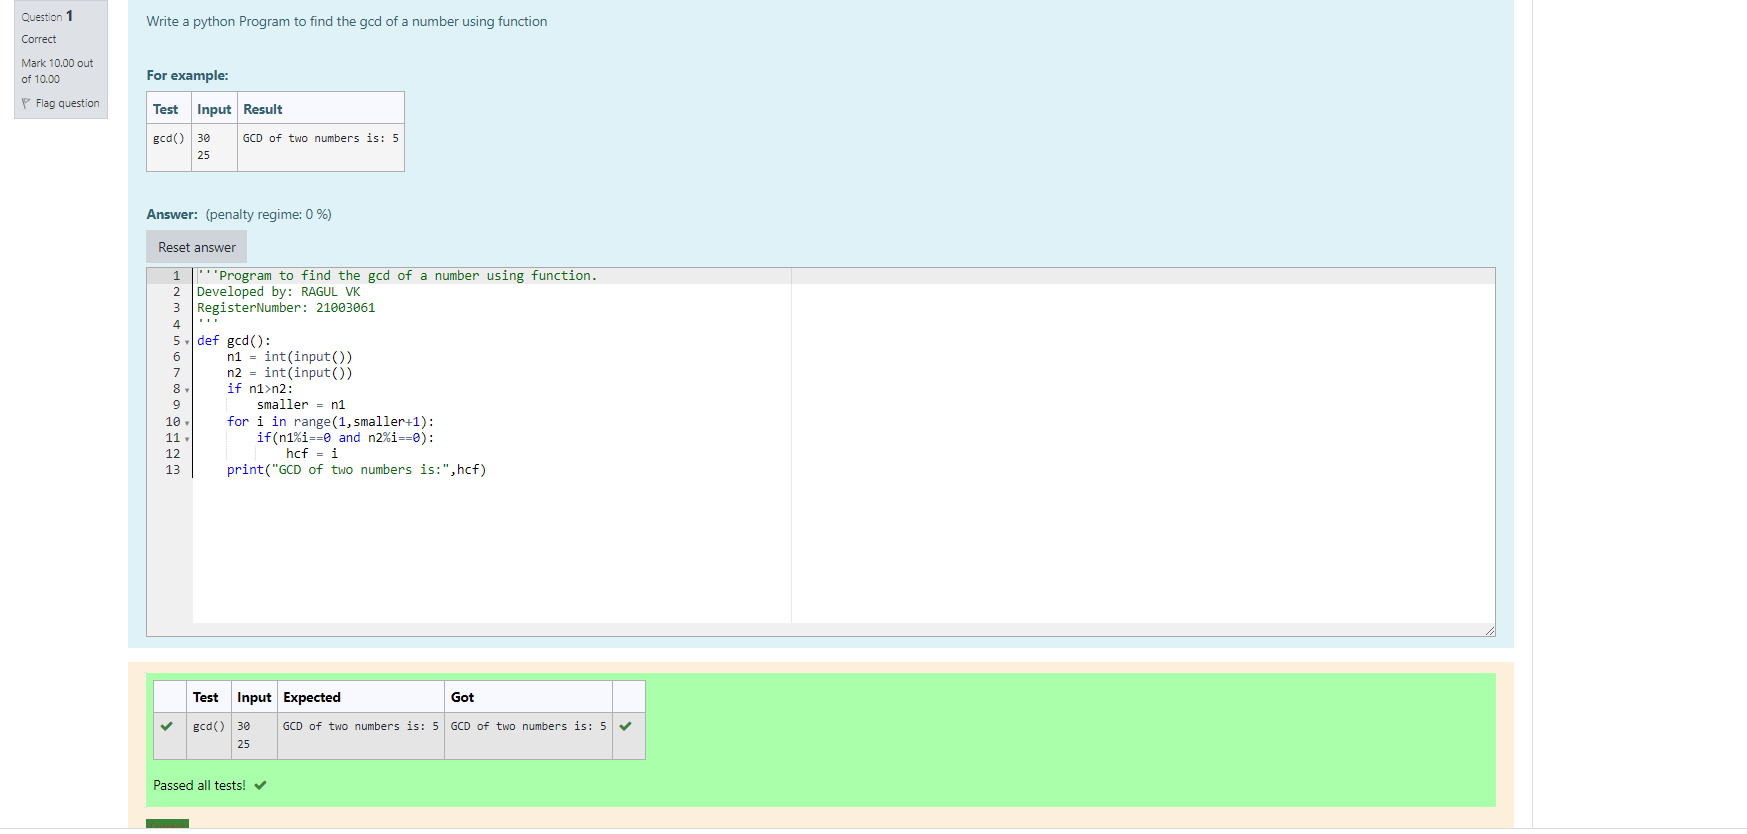 Question 1
Correct
Mark 10.00 out
of 10.00
Flag question
Write a python Program to find the gcd of a number using function
For example:
Test Input Result
gcd() 30 GCD of two numbers is: 5
25
Answer: (penalty regime: 0 %)
Reset answer
1 '''Program to find the gcd of a number using function.
2 Developed by: RAGUL VK
3 RegisterNumber: 21003061
4 '''
5 def gcd():
6     n1 = int(input())
7     n2 = int(input())
8     if n1>n2:
9         smaller = n1
10     for i in range(1,smaller+1):
11         if(n1%i==0 and n2%i==0):
12             hcf = i
13     print("GCD of two numbers is:",hcf)
Test Input Expected Got
gcd() 30 GCD of two numbers is: 5 GCD of two numbers is: 5
25
Passed all tests!